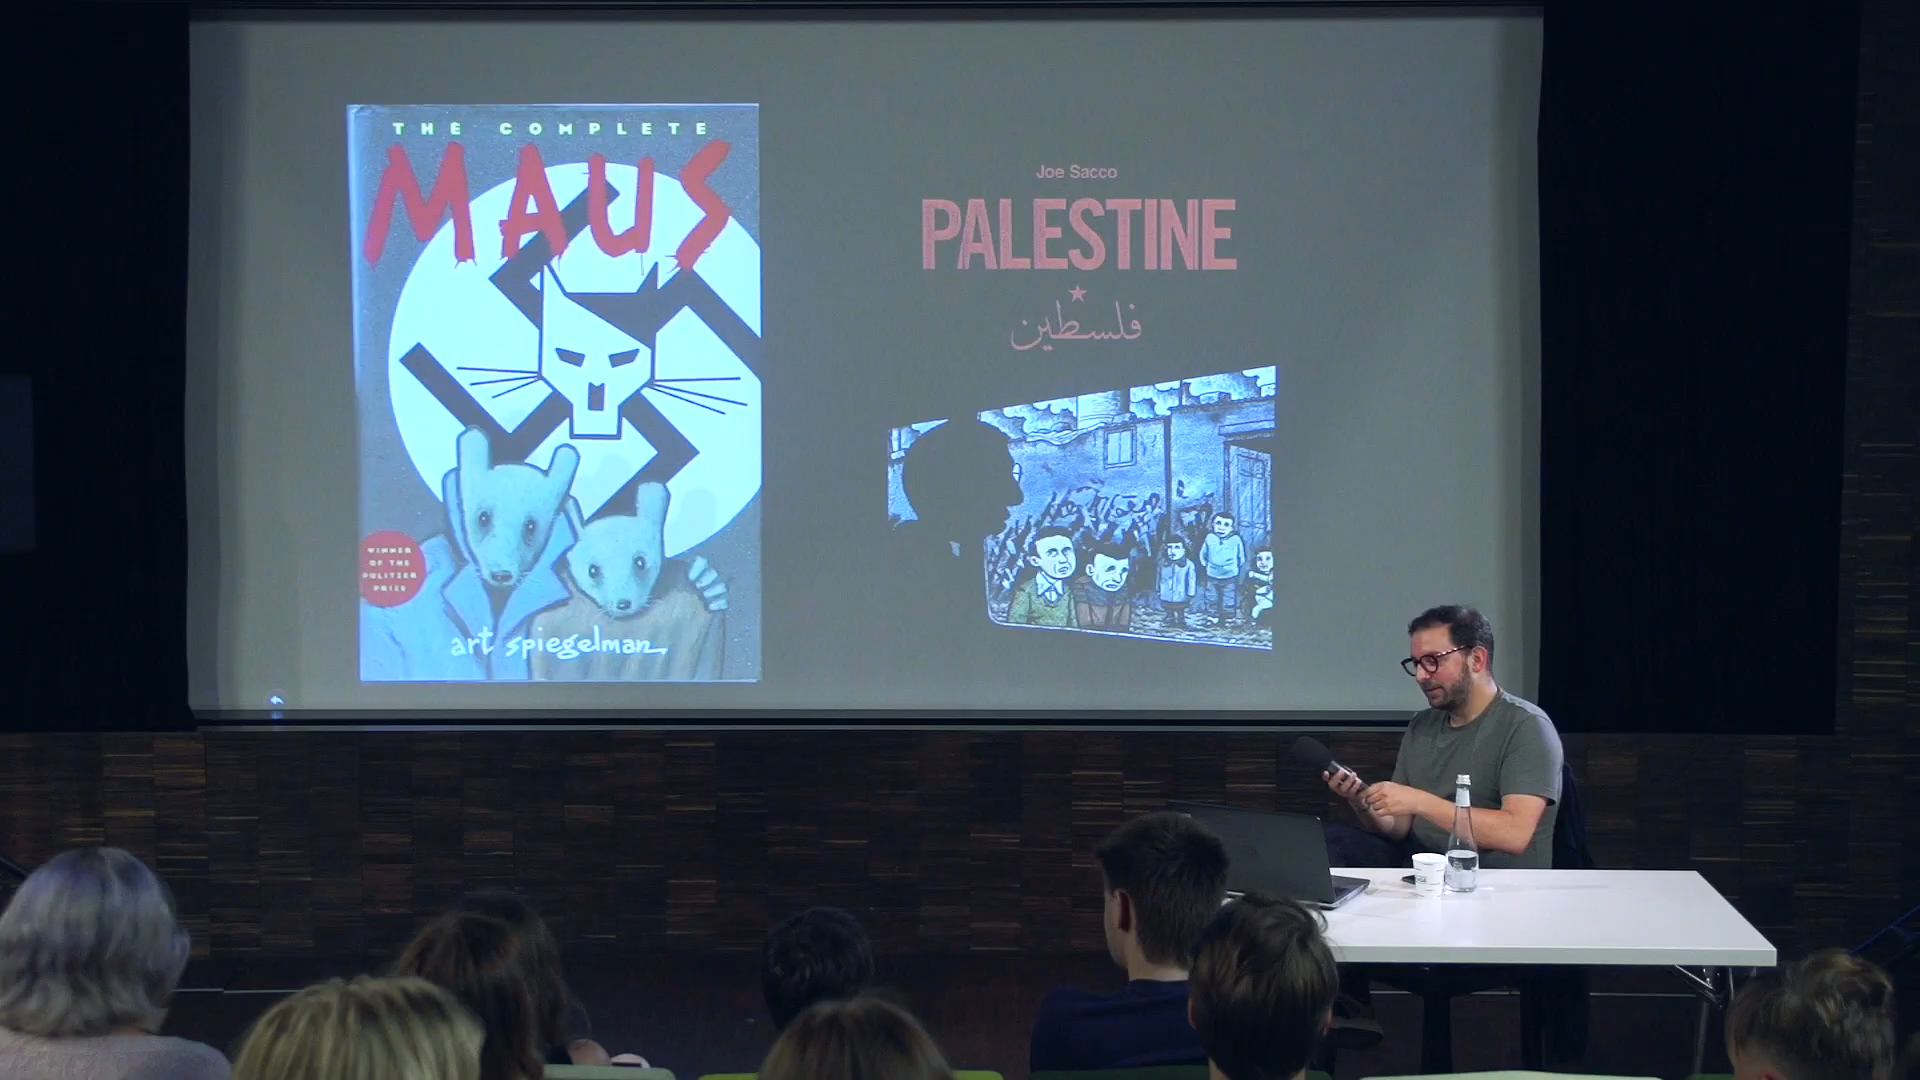 THE COMPLETE
MAUS
WINNER
OF THE
PULITZER
PRIZE
art spiegelman
Joe Sacco
PALESTINE
فلسطين